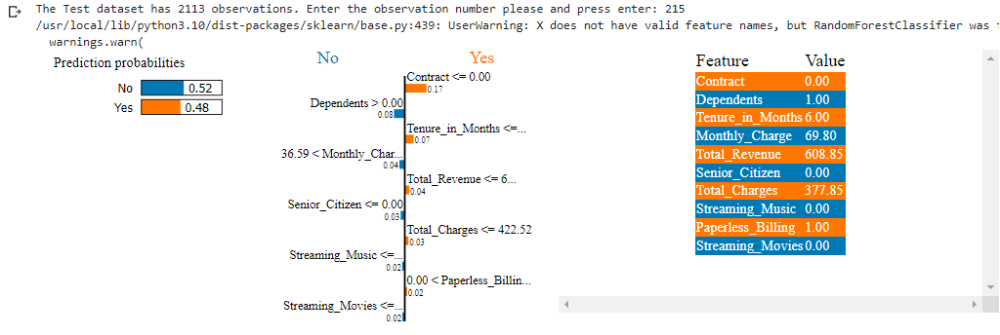 The Test dataset has 2113 observations. Enter the observation number please and press enter: 215
/usr/local/lib/python3.10/dist-packages/sklearn/base.py:439: UserWarning: X does not have valid feature names, but RandomForestClassifier was
warnings.warn(
Prediction probabilities
No 0.52
Yes 0.48
No Yes
Contract <= 0.00
0.17
Dependents > 0.00
0.08
Tenure_in_Months <=...
0.07
36.59 < Monthly_Char...
0.04
Total_Revenue <= 6...
0.04
Senior_Citizen <= 0.00
0.03
Total_Charges <= 422.52
0.03
Streaming_Music <=...
0.02
0.00 < Paperless_Billin...
0.02
Streaming_Movies <=...
0.02
Feature Value
Contract 0.00
Dependents 1.00
Tenure_in_Months 6.00
Monthly_Charge 69.80
Total_Revenue 608.85
Senior_Citizen 0.00
Total_Charges 377.85
Streaming_Music 0.00
Paperless_Billing 1.00
Streaming_Movies 0.00